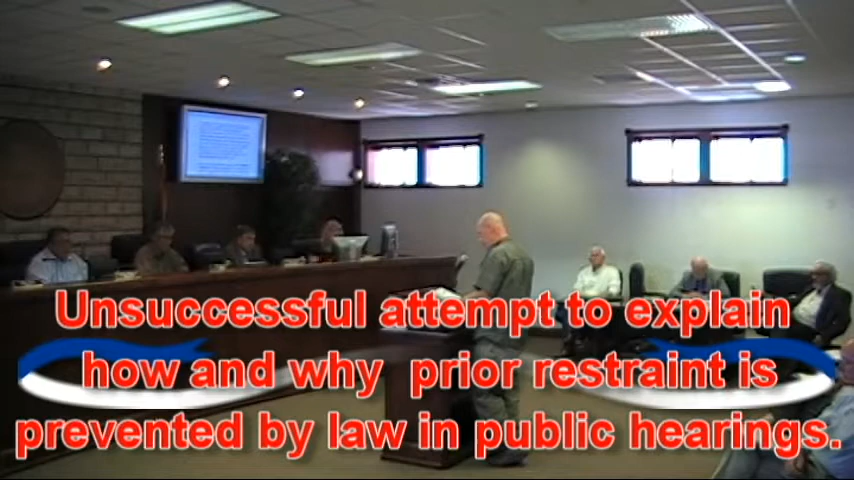 Unsuccessful attempt to explain
how and why prior restraint is
prevented by law in public hearings.